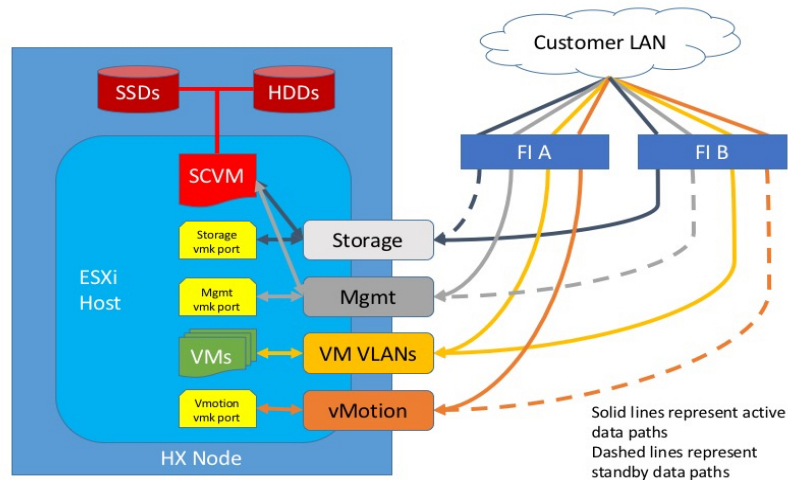 Customer LAN
SSDs
HDDs
FI A
FI B
SCVM
Storage
vmk port
Storage
ESXi
Host
Mgmt
vmk port
Mgmt
VMs
VM VLANs
Vmotion
vmk port
vMotion
HX Node
Solid lines represent active
data paths
Dashed lines represent
standby data paths